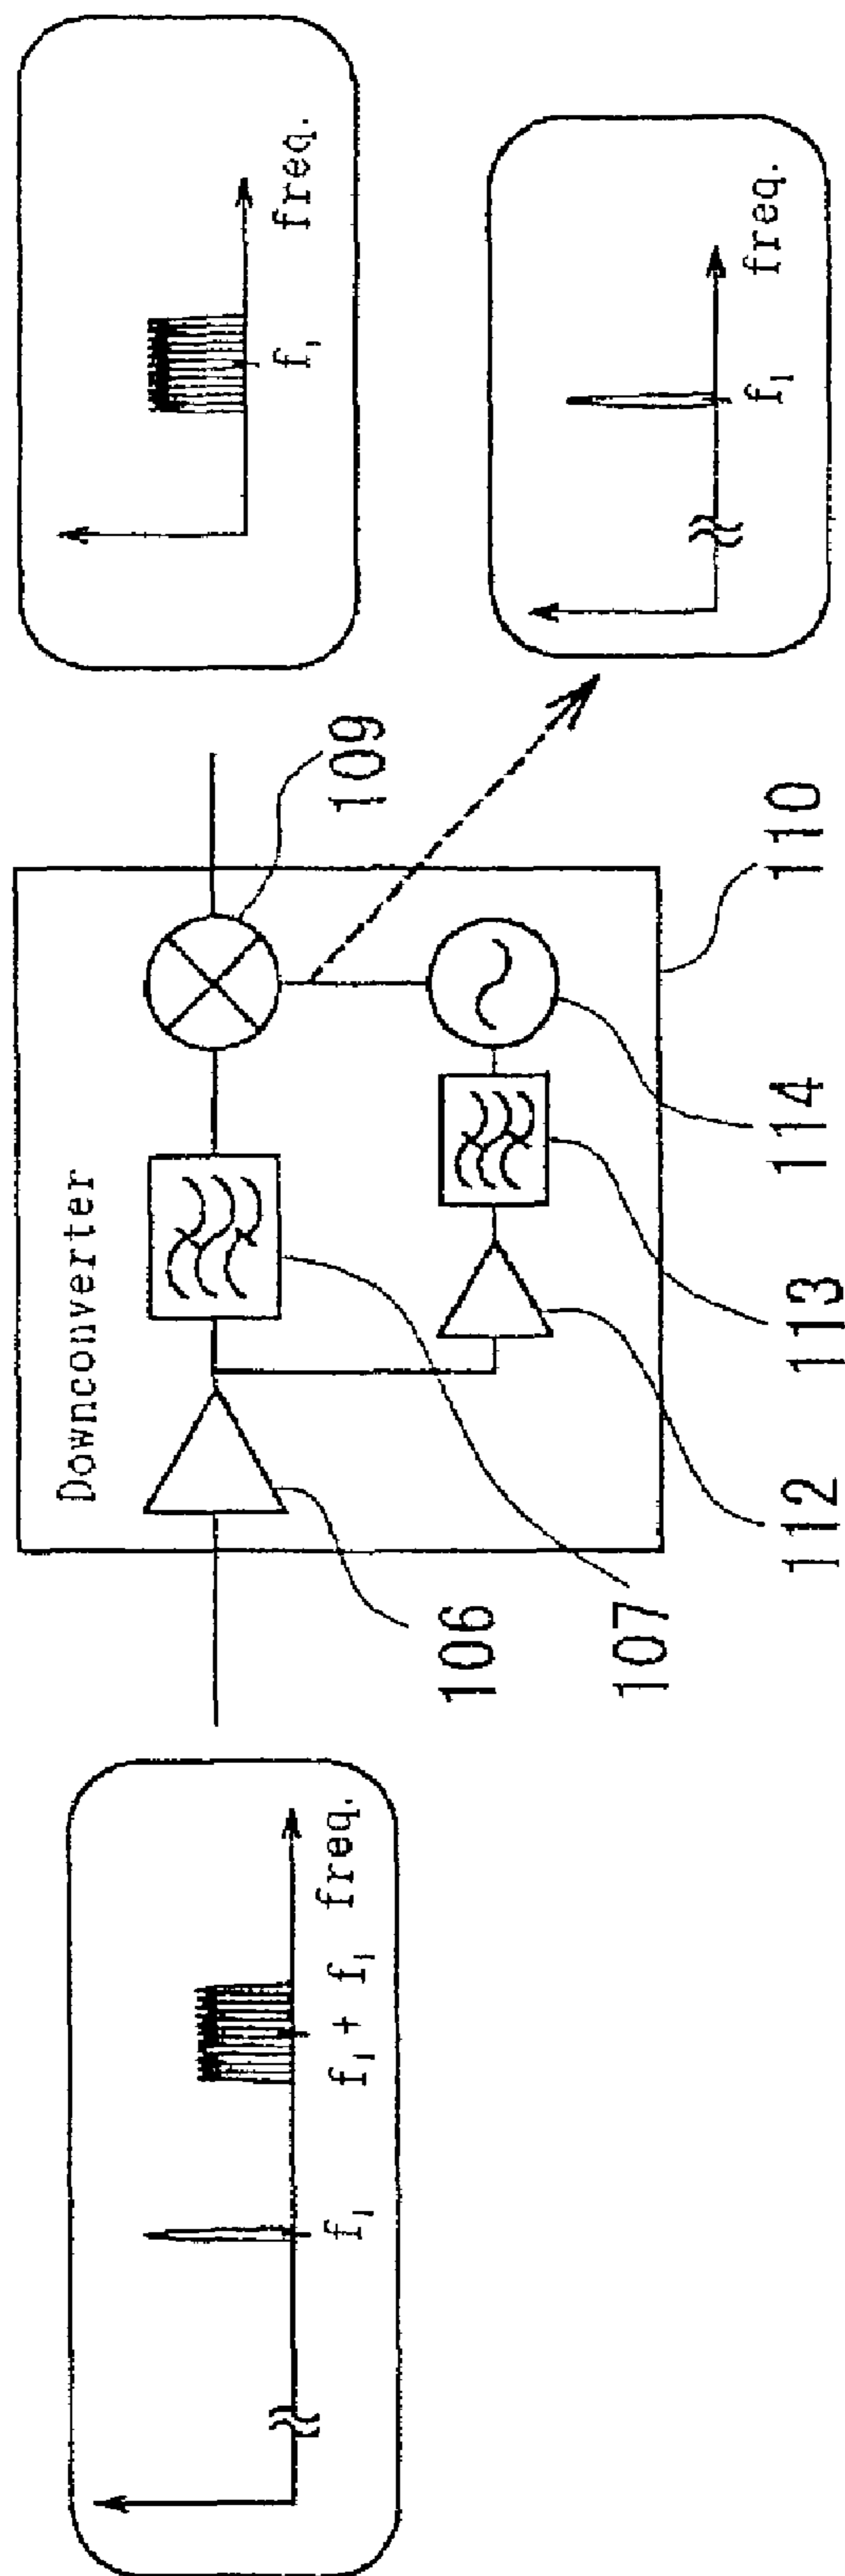 f₁
f₁ + f₁
freq.
Downconverter
106
107
112
113
114
110
109
f₁
freq.
f₁
freq.